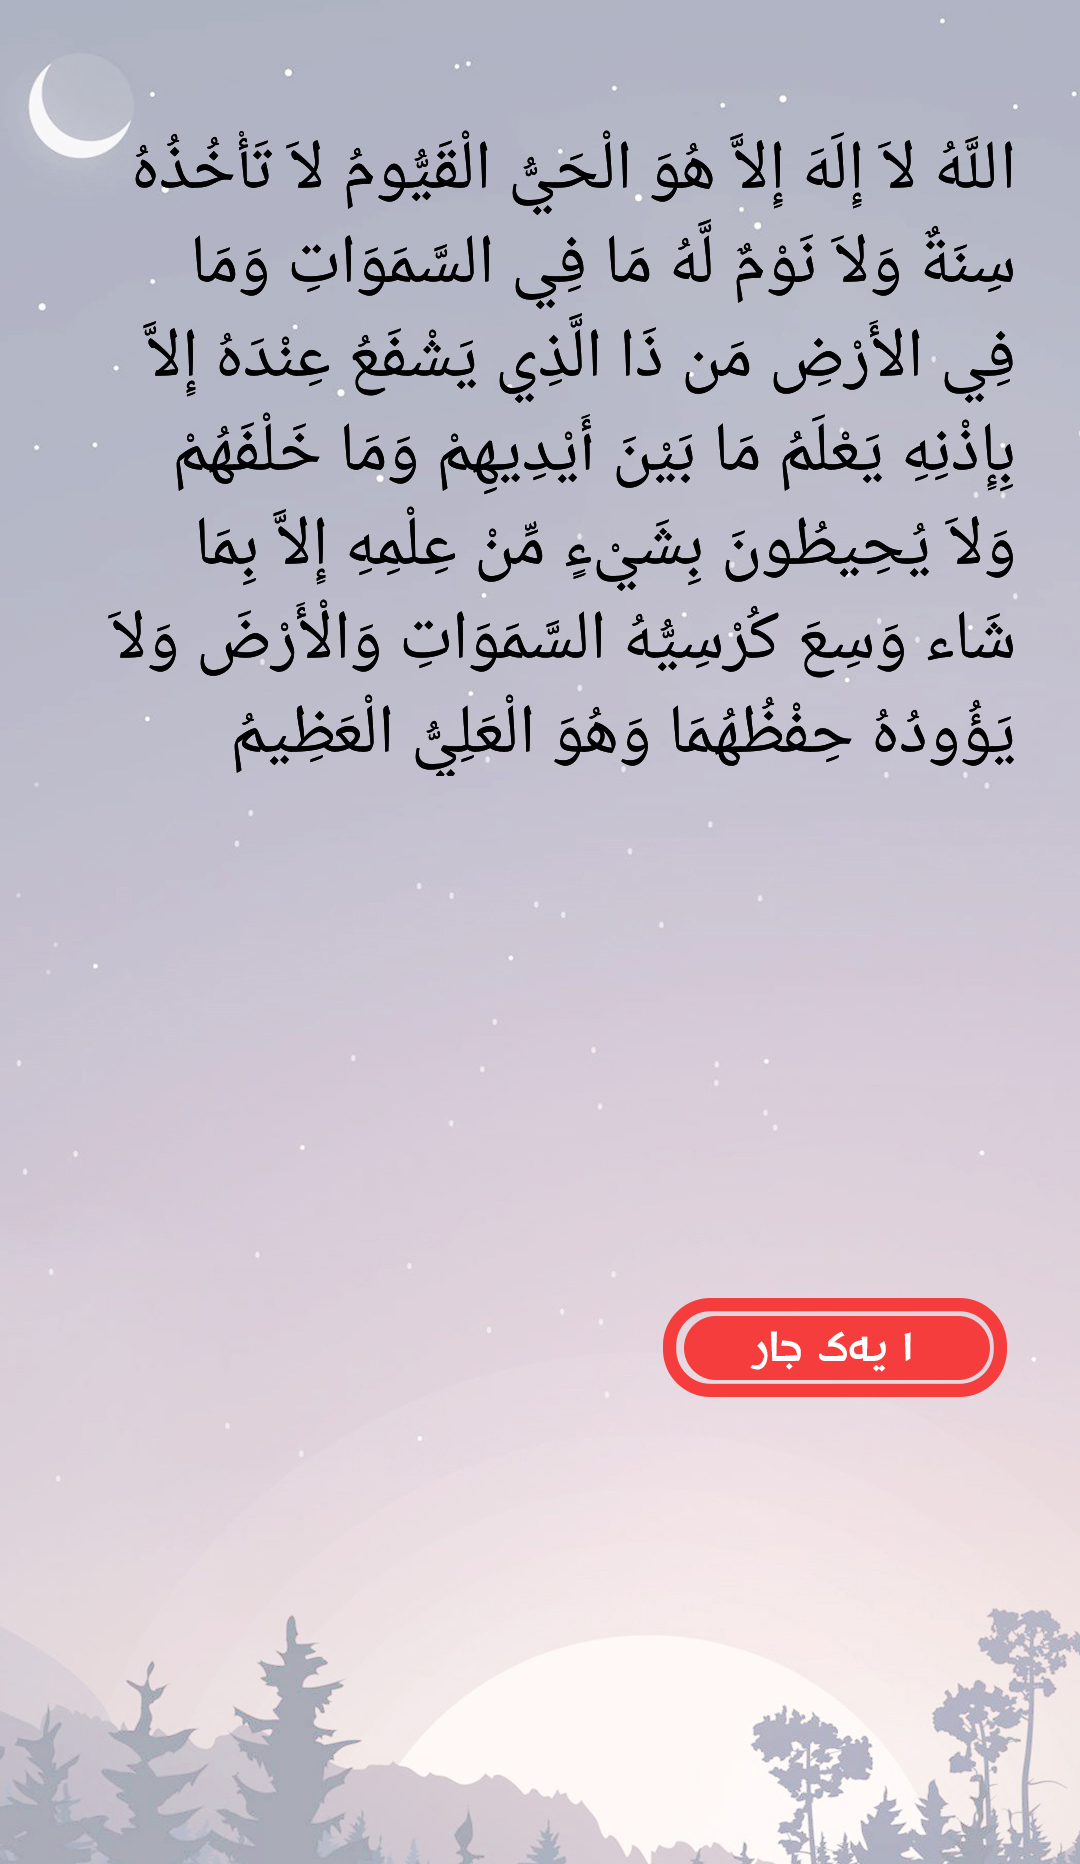 اللَّهُ لاَ إِلَهَ إِلاَّ هُوَ الْحَيُّ الْقَيُّومُ لاَ تَأْخُذُهُ
سِنَةٌ وَلاَ نَوْمٌ لَّهُ مَا فِي السَّمَوَاتِ وَمَا
فِي الأَرْضِ مَن ذَا الَّذِي يَشْفَعُ عِنْدَهُ إِلاَّ
بِإِذْنِهِ يَعْلَمُ مَا بَيْنَ أَيْدِيهِمْ وَمَا خَلْفَهُمْ
وَلاَ يُحِيطُونَ بِشَيْءٍ مِّنْ عِلْمِهِ إِلاَّ بِمَا
شَاء وَسِعَ كُرْسِيُّهُ السَّمَوَاتِ وَالْأَرْضَ وَلاَ
يَؤُودُهُ حِفْظُهُمَا وَهُوَ الْعَلِيُّ الْعَظِيمُ
١ یەک جار